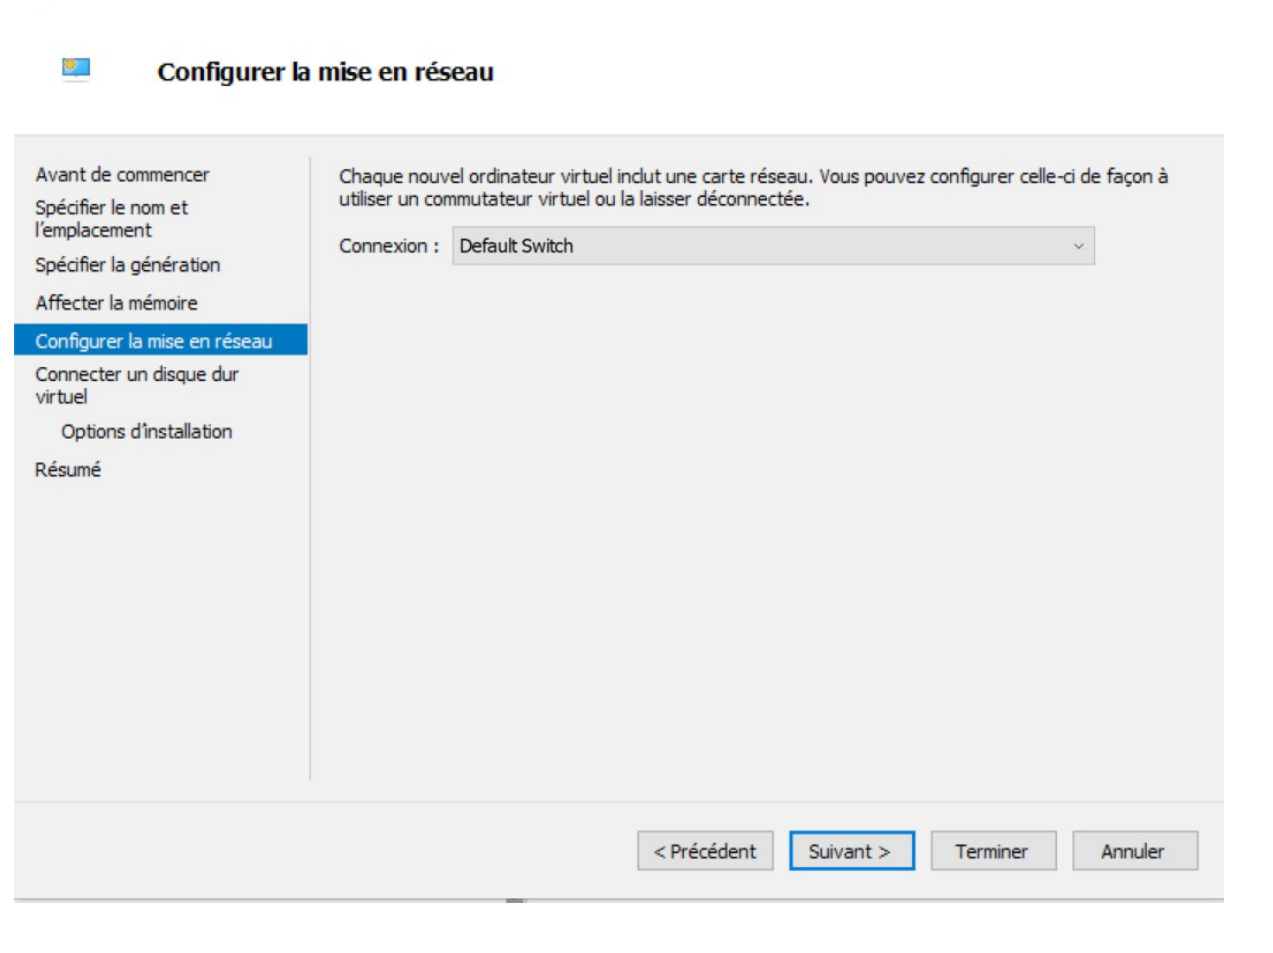 Configurer la mise en réseau
Avant de commencer
Spécifier le nom et
l'emplacement
Spécifier la génération
Affecter la mémoire
Configurer la mise en réseau
Connecter un disque dur
virtuel
Options d'installation
Résumé
Chaque nouvel ordinateur virtuel inclut une carte réseau. Vous pouvez configurer celle-ci de façon à
utiliser un commutateur virtuel ou la laisser déconnectée.
Connexion : Default Switch
< Précédent Suivant > Terminer Annuler